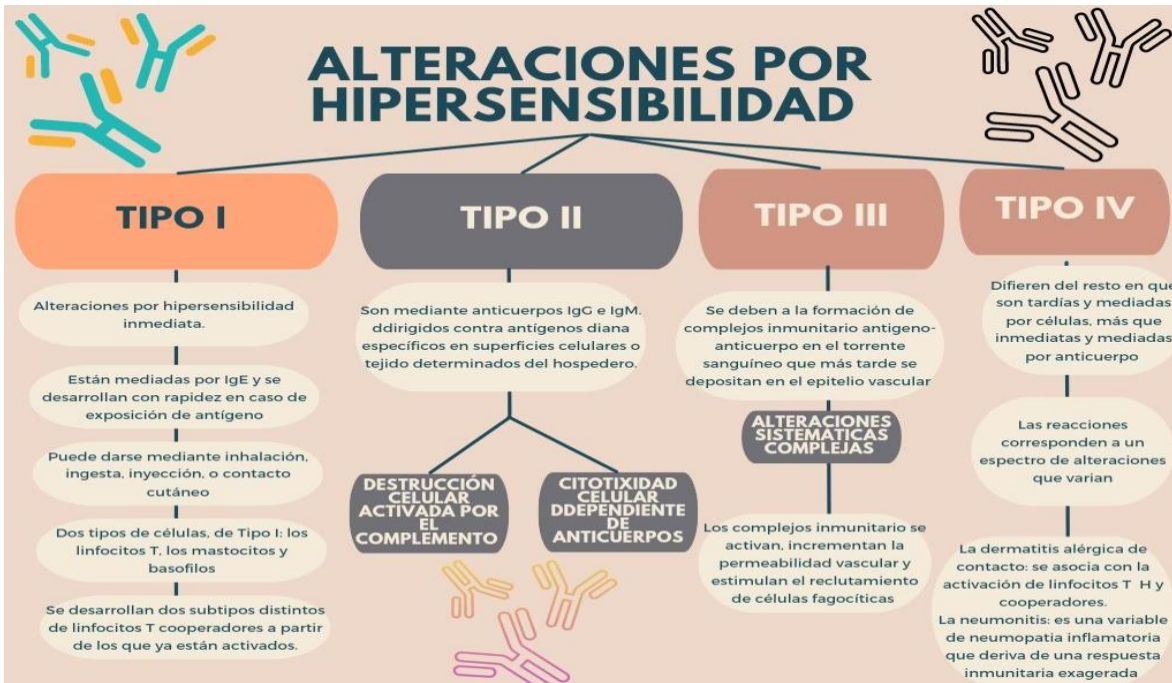 ALTERACIONES POR
HIPERSENSIBILIDAD
TIPO I
Alteraciones por hipersensibilidad
inmediata.
Están mediadas por IgE y se
desarrollan con rapidez en caso de
exposición de antígeno
Puede darse mediante inhalación,
ingesta, inyección, o contacto
cutáneo
Dos tipos de células, de Tipo I: los
linfocitos T, los mastocitos y
basofilos
Se desarrollan dos subtipos distintos
de linfocitos T cooperadores a partir
de los que ya están activados.
TIPO II
Son mediante anticuerpos IgG e IgM.
ddirigidos contra antígenos diana
específicos en superficies celulares o
tejido determinados del hospedero.
DESTRUCCIÓN
CELULAR
ACTIVADA POR
EL
COMPLEMENTO
CITOTIXIDAD
CELULAR
DDEPENDIENTE
DE
ANTICUERPOS
TIPO III
Se deben a la formación de
complejos inmunitario antigeno-
anticuerpo en el torrente
sanguíneo que más tarde se
depositan en el epitelio vascular
ALTERACIONES
SISTEMÁTICAS
COMPLEJAS
Los complejos inmunitario se
activan, incrementan la
permeabilidad vascular y
estimulan el reclutamiento
de células fagocíticas
TIPO IV
Difieren del resto en que
son tardías y mediadas
por células, más que
inmediatas y mediadas
por anticuerpo
Las reacciones
corresponden a un
espectro de alteraciones
que varian
La dermatitis alérgica de
contacto: se asocia con la
activación de linfocitos T H y
cooperadores.
La neumonitis: es una variable
de neumopatia inflamatoria
que deriva de una respuesta
inmunitaria exagerada